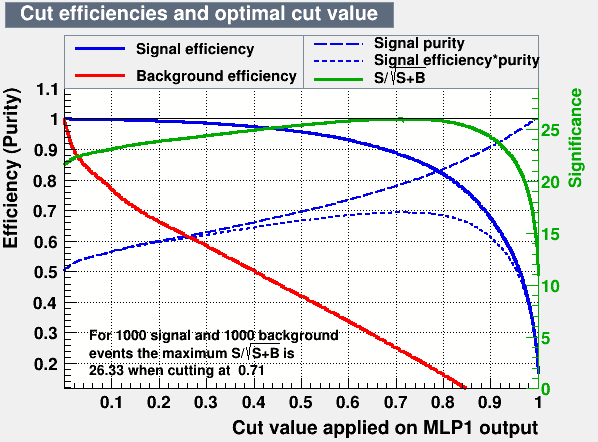 Cut efficiencies and optimal cut value
Signal efficiency
Background efficiency
Signal purity
Signal efficiency*purity
S/√S+B
Efficiency (Purity)
1.1
1
0.9
0.8
0.7
0.6
0.5
0.4
0.3
0.2
Significance
25
20
15
10
5
0
For 1000 signal and 1000 background
events the maximum S/√S+B is
26.33 when cutting at 0.71
0.1 0.2 0.3 0.4 0.5 0.6 0.7 0.8 0.9 1
Cut value applied on MLP1 output